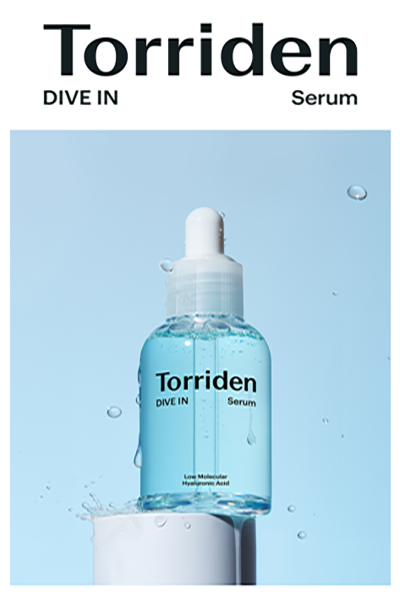 Torriden
DIVE IN Serum
Torriden
DIVE IN Serum
Low Molecular
Hyaluronic Acid